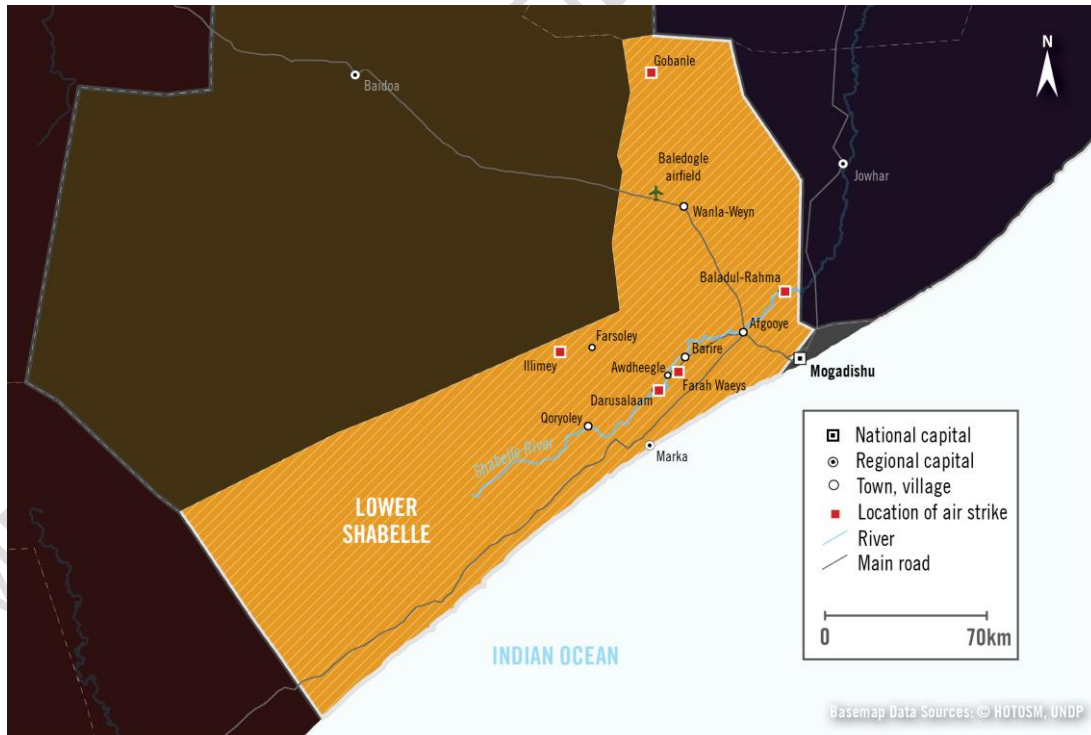 N
Gobanle
Baidoa
Baledogle
airfield
Jowhar
Wanla-Weyn
Baladul-Rahma
Afgooye
Farsoley
Barire
Illimey
Awdheegle
Mogadishu
Farah Waeys
Darusalaam
Qoryoley
Shabelle River
Marka
LOWER
SHABELLE
INDIAN OCEAN
National capital
Regional capital
Town, village
Location of air strike
River
Main road
0 70km
Basemap Data Sources: © HOTOSM, UNDP